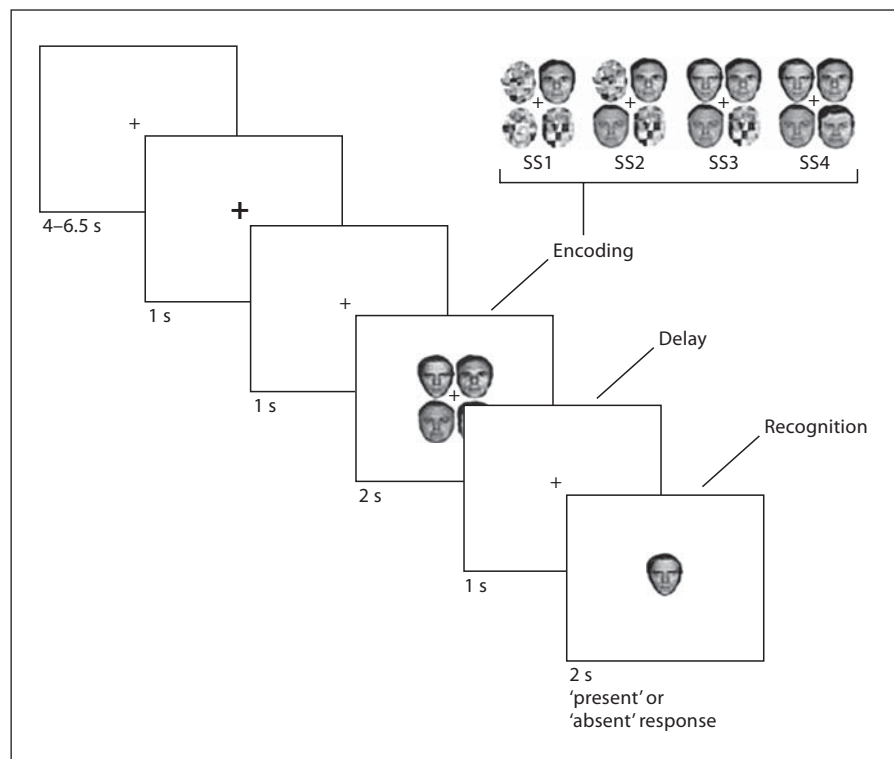 SS1 SS2 SS3 SS4
4–6.5 s
Encoding
1 s
Delay
1 s
Recognition
2 s
1 s
2 s
'present' or
'absent' response